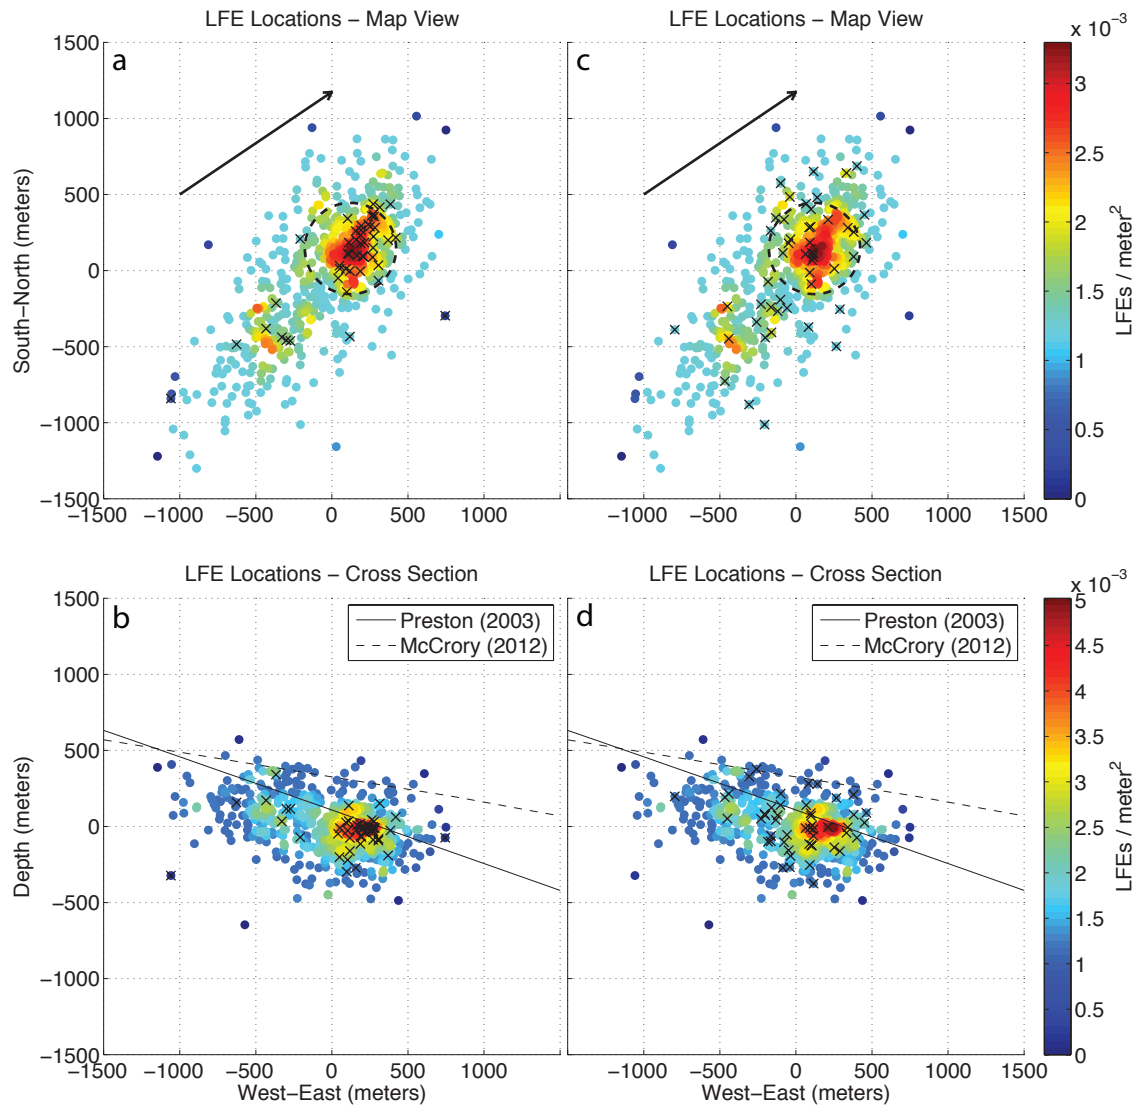 LFE Locations − Map View
LFE Locations − Map View
x 10−3
a
c
1500
1000
500
0
−500
−1000
−1500
South−North (meters)
−1500
−1000
−500
0
500
1000
−1500
−1000
−500
0
500
1000
1500
3
2.5
2
1.5
1
0.5
0
LFEs / meter2
LFE Locations − Cross Section
LFE Locations − Cross Section
x 10−3
b
d
Preston (2003)
McCrory (2012)
Preston (2003)
McCrory (2012)
1500
1000
500
0
−500
−1000
−1500
Depth (meters)
−1500
−1000
−500
0
500
1000
−1500
−1000
−500
0
500
1000
1500
West−East (meters)
West−East (meters)
5
4.5
4
3.5
3
2.5
2
1.5
1
0.5
0
LFEs / meter2